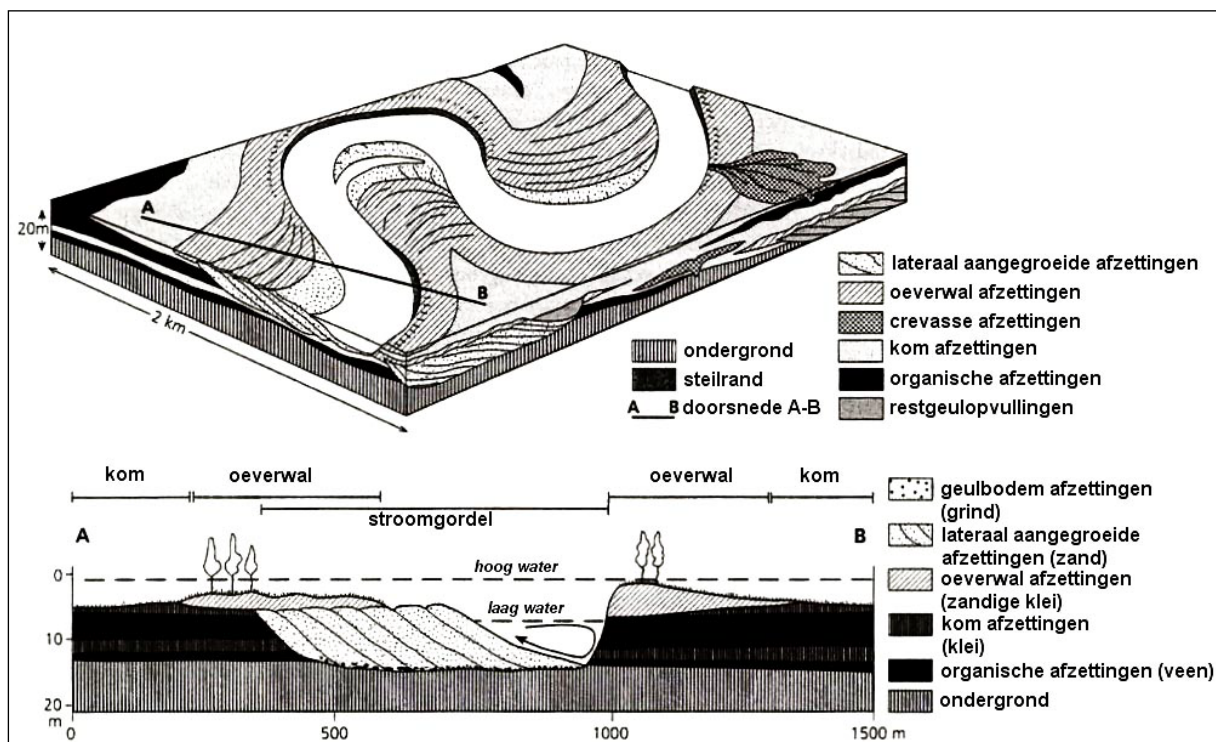 A
B
20m
2 km
lateraal aangegroeide afzettingen
oeverwal afzettingen
crevasse afzettingen
kom afzettingen
organische afzettingen
restgeulopvullingen
ondergrond
steilrand
A B doorsnede A-B
kom
oeverwal
oeverwal
kom
stroomgordel
A
B
hoog water
laag water
0
10
20
m
0
500
1000
1500 m
geulbodem afzettingen
(grind)
lateraal aangegroeide
afzettingen (zand)
oeverwal afzettingen
(zandige klei)
kom afzettingen
(klei)
organische afzettingen (veen)
ondergrond